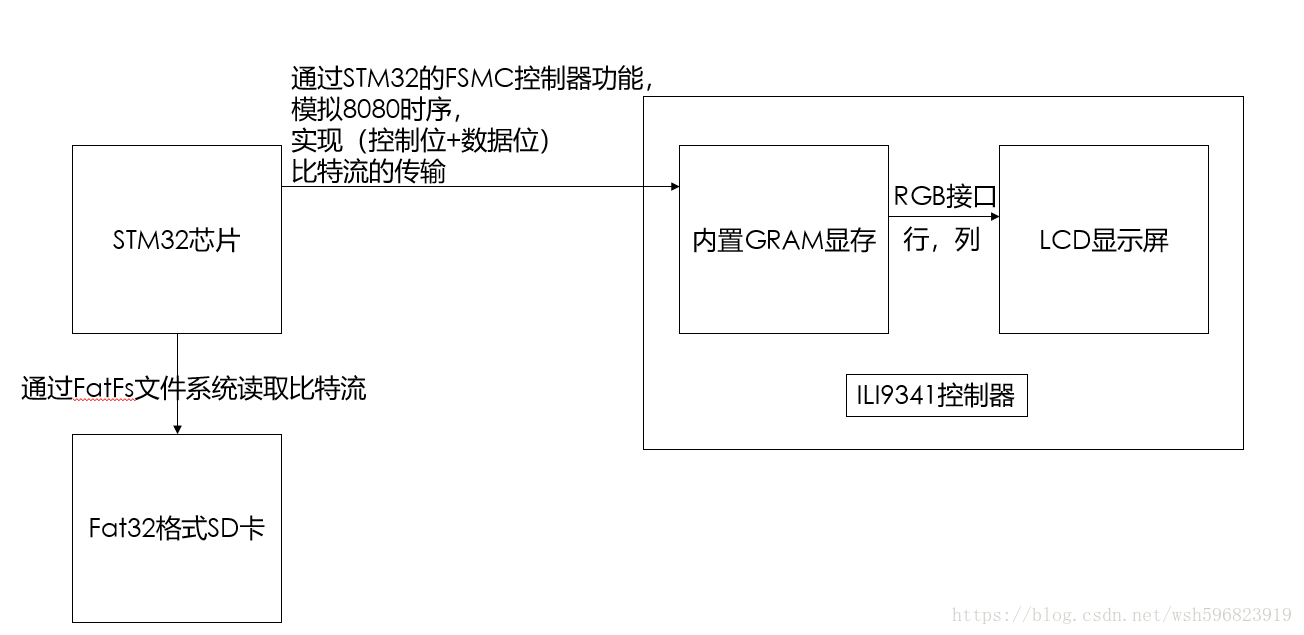 通过STM32的FSMC控制器功能，
模拟8080时序，
实现（控制位+数据位）
比特流的传输
STM32芯片
内置GRAM显存
RGB接口
行，列
LCD显示屏
通过FatFs文件系统读取比特流
ILI9341控制器
Fat32格式SD卡
https://blog.csdn.net/wsh596823919